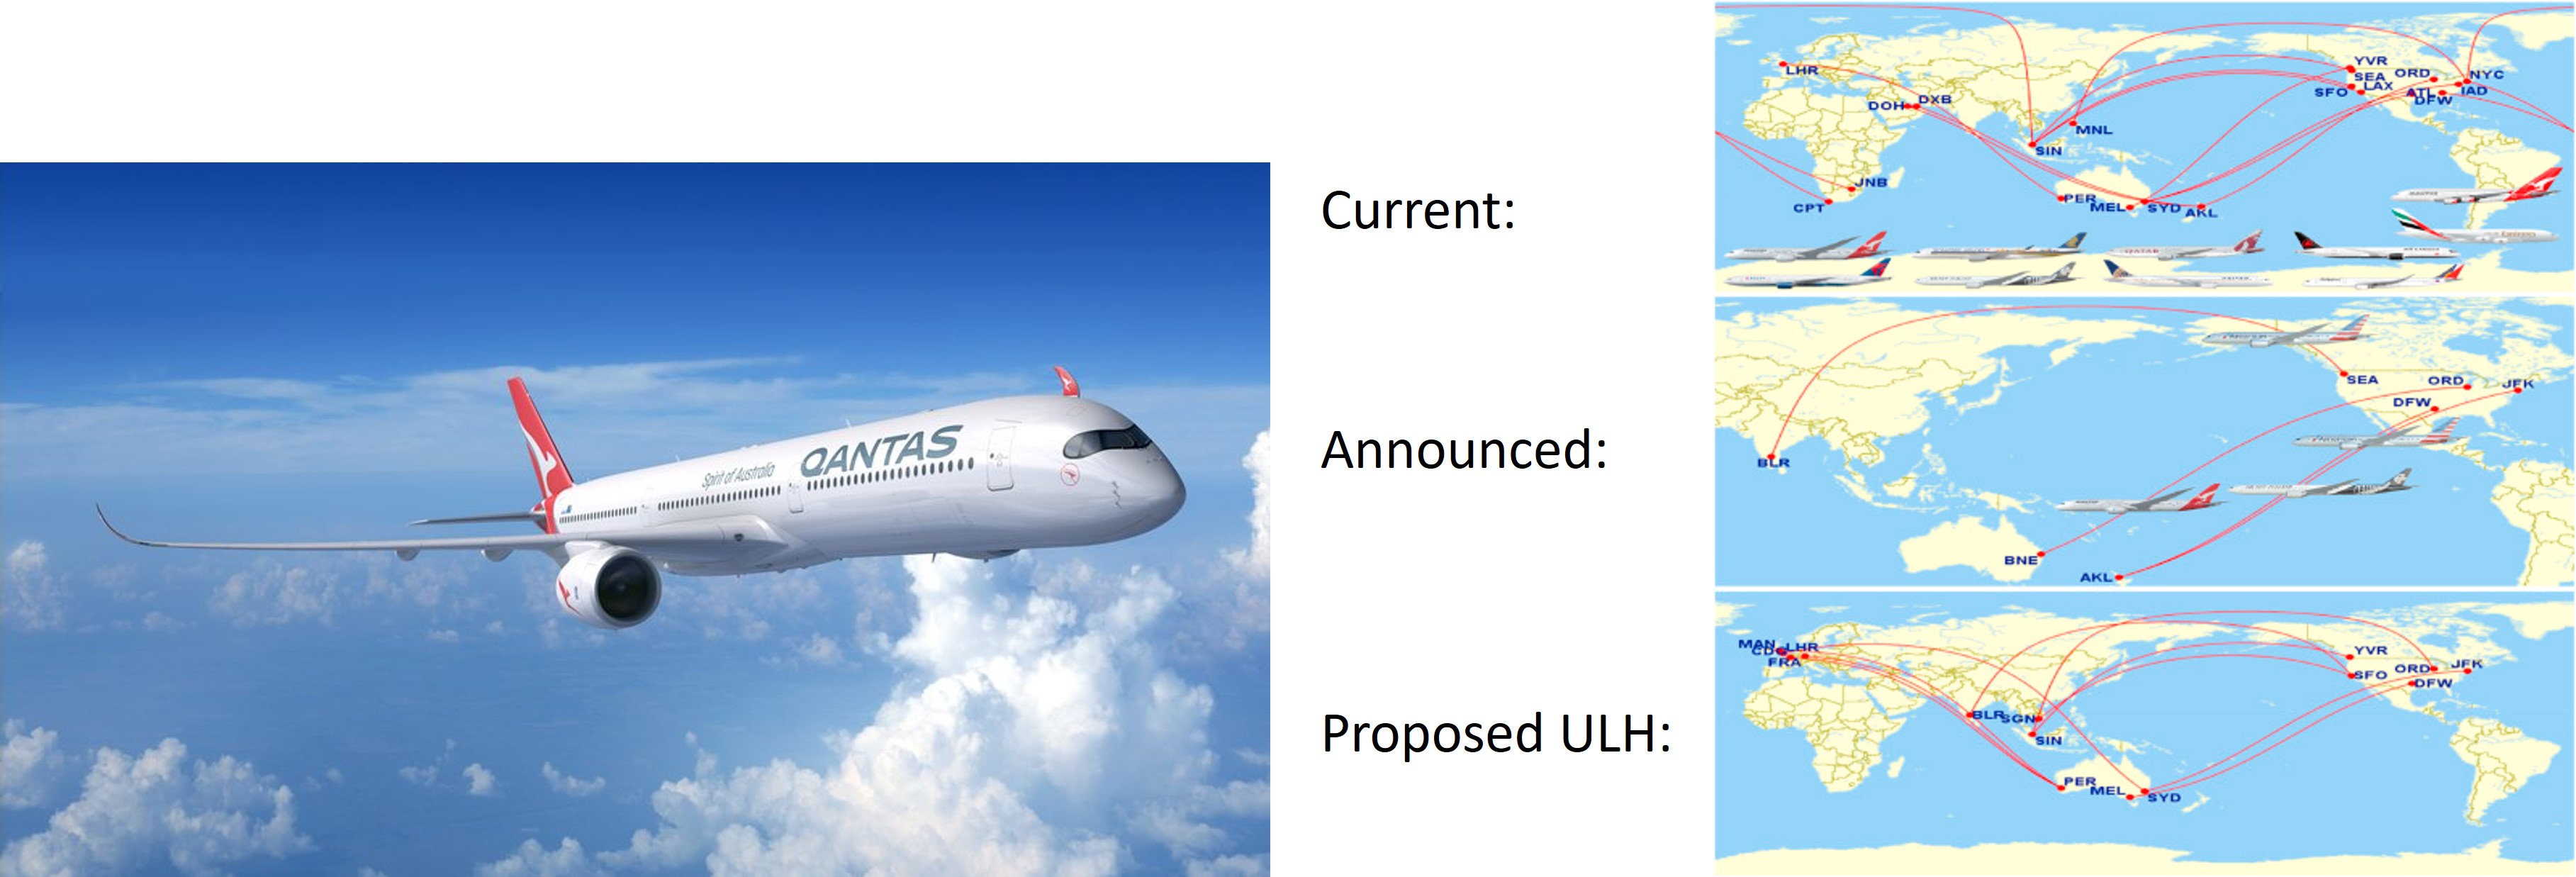 Spirit of Australia
QANTAS
Current:
LHR
DOH
DXB
MNL
SIN
JNB
CPT
PER
MEL
SYD
AKL
YVR
SEA
ORD
NYC
SFO
LAX
ATL
IAD
DFW
QATAR
Announced:
SEA
ORD
JFK
DFW
BLR
BNE
AKL
Proposed ULH:
MAN
CDG
LHR
FRA
YVR
ORD
JFK
SFO
DFW
BLR
SGN
SIN
PER
MEL
SYD